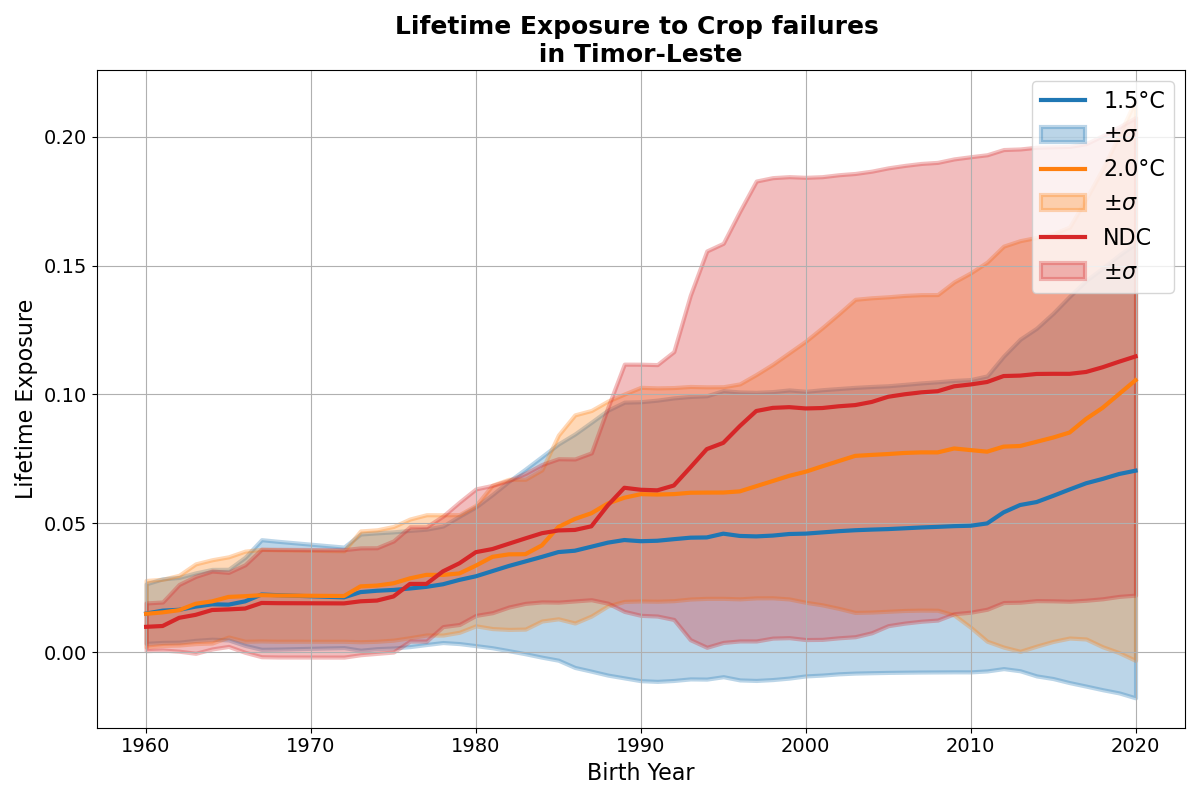 Lifetime Exposure to Crop failures
in Timor-Leste
1.5°C
±σ
2.0°C
±σ
NDC
±σ
Lifetime Exposure
0.20
0.15
0.10
0.05
0.00
1960 1970 1980 1990 2000 2010 2020
Birth Year